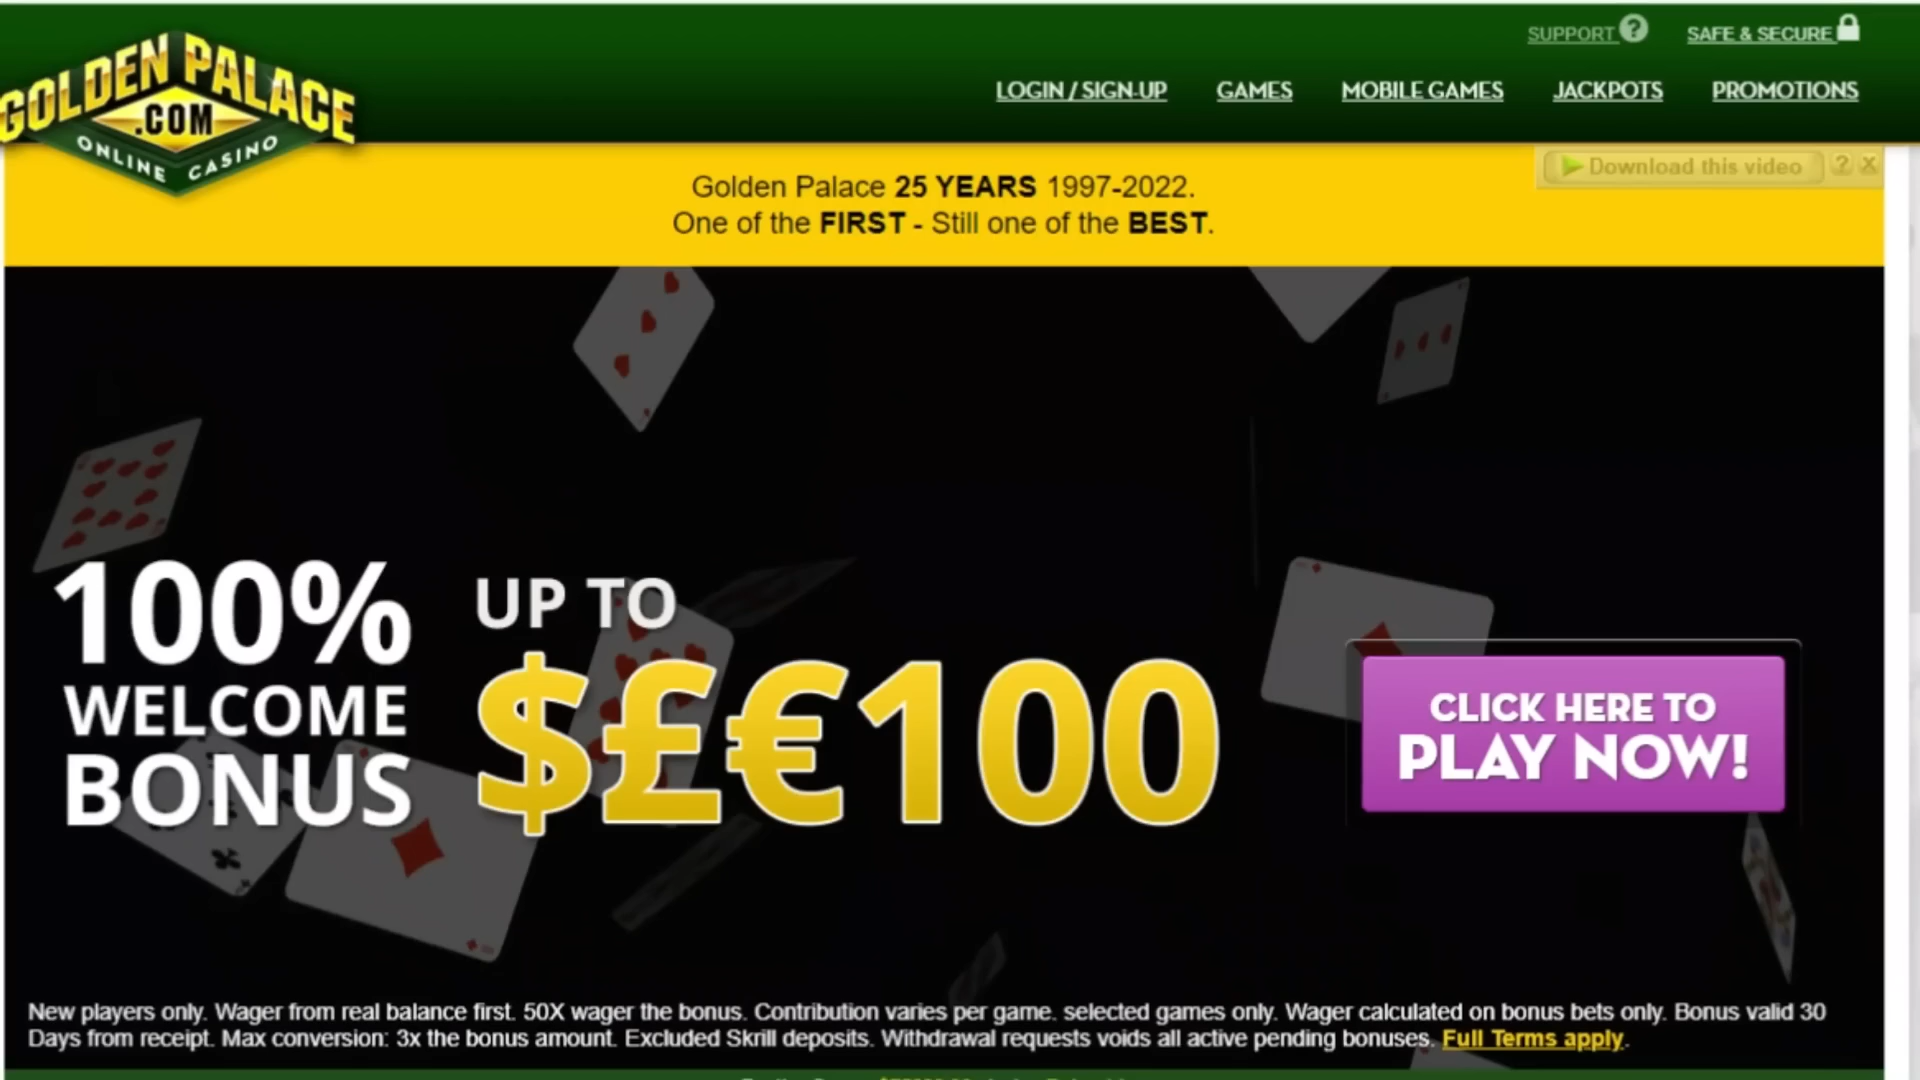 SUPPORT ?
SAFE & SECURE
GOLDEN PALACE
.COM
ONLINE CASINO
LOGIN / SIGN-UP GAMES MOBILE GAMES JACKPOTS PROMOTIONS
Download this video ? X
Golden Palace 25 YEARS 1997-2022.
One of the FIRST - Still one of the BEST.
100%
WELCOME
BONUS
UP TO
$££€100
CLICK HERE TO
PLAY NOW!
New players only. Wager from real balance first. 50X wager the bonus. Contribution varies per game. selected games only. Wager calculated on bonus bets only. Bonus valid 30
Days from receipt. Max conversion: 3x the bonus amount. Excluded Skrill deposits. Withdrawal requests voids all active pending bonuses. Full Terms apply.